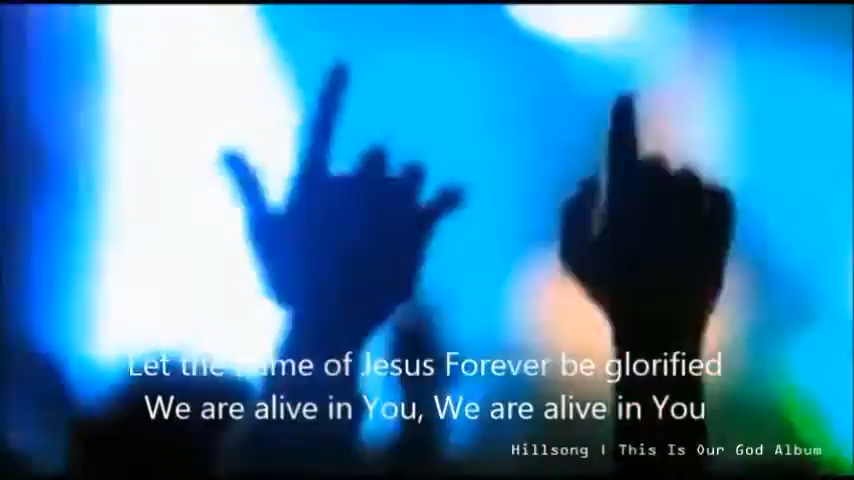 Let the name of Jesus Forever be glorified
We are alive in You, We are alive in You
Hillsong | This Is Our God Album